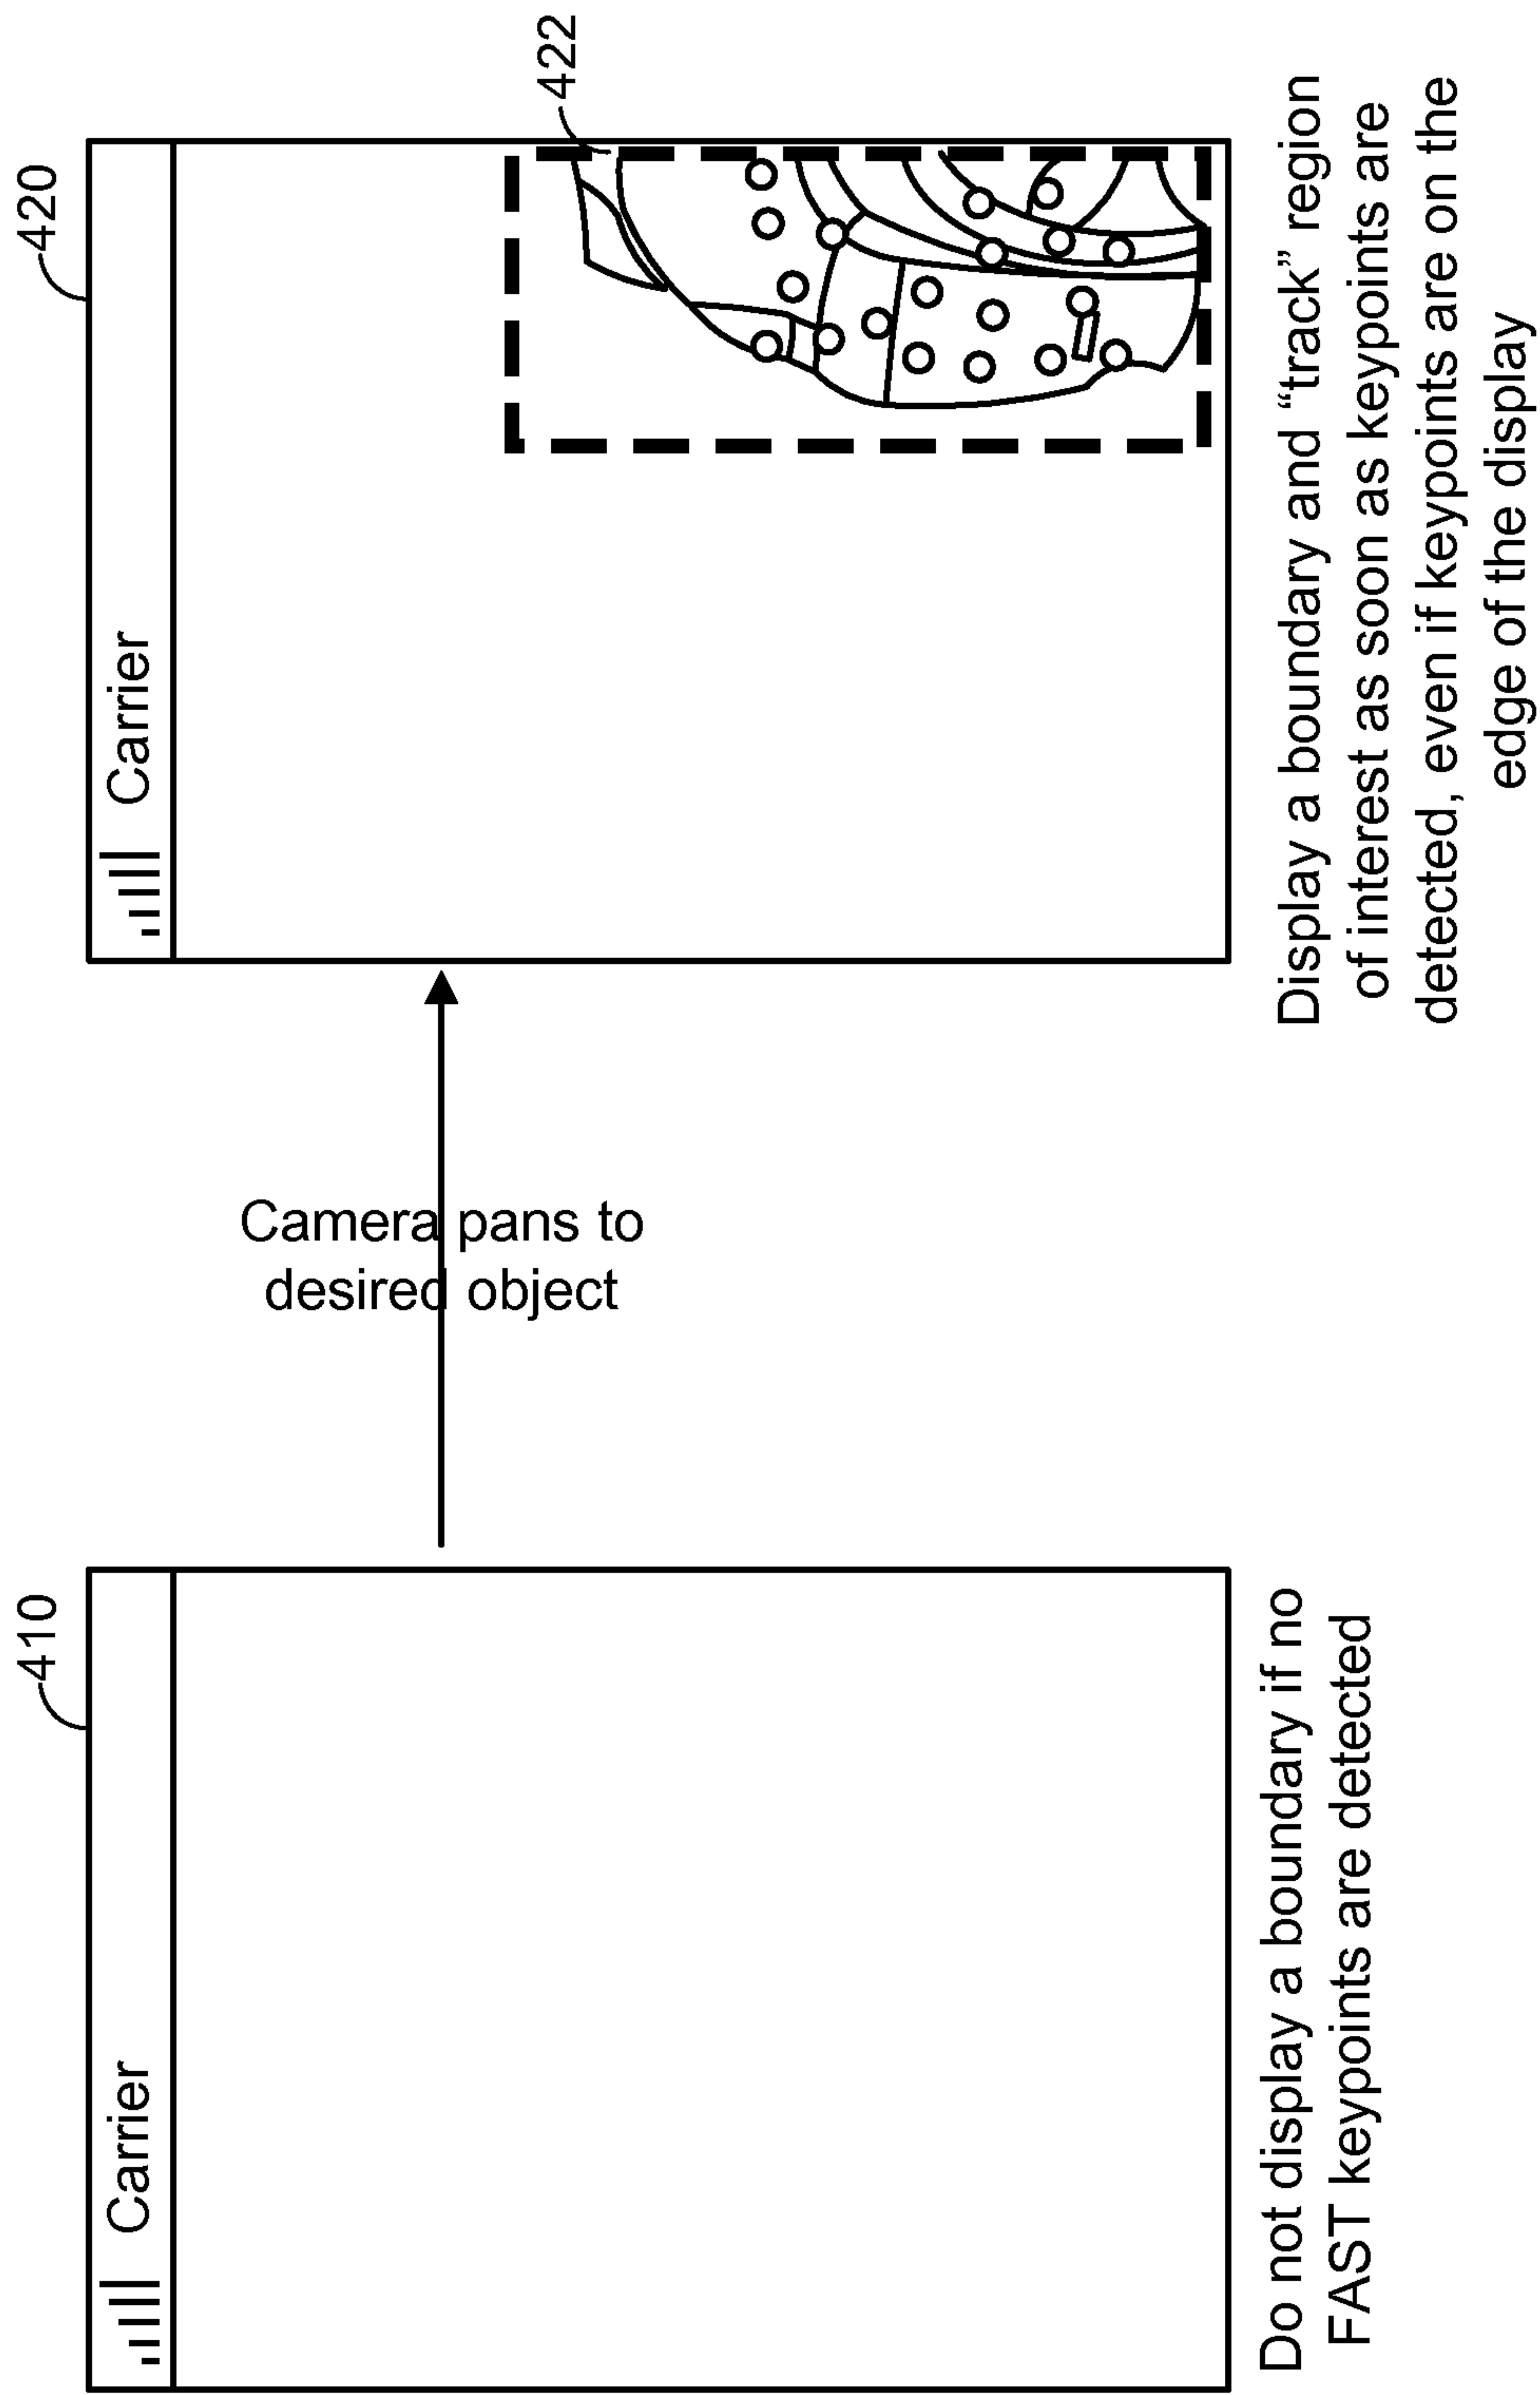 410
Carrier
Do not display a boundary if no
FAST keypoints are detected
Camera pans to
desired object
420
Carrier
422
Display a boundary and “track” region
of interest as soon as keypoints are
detected, even if keypoints are on the
edge of the display